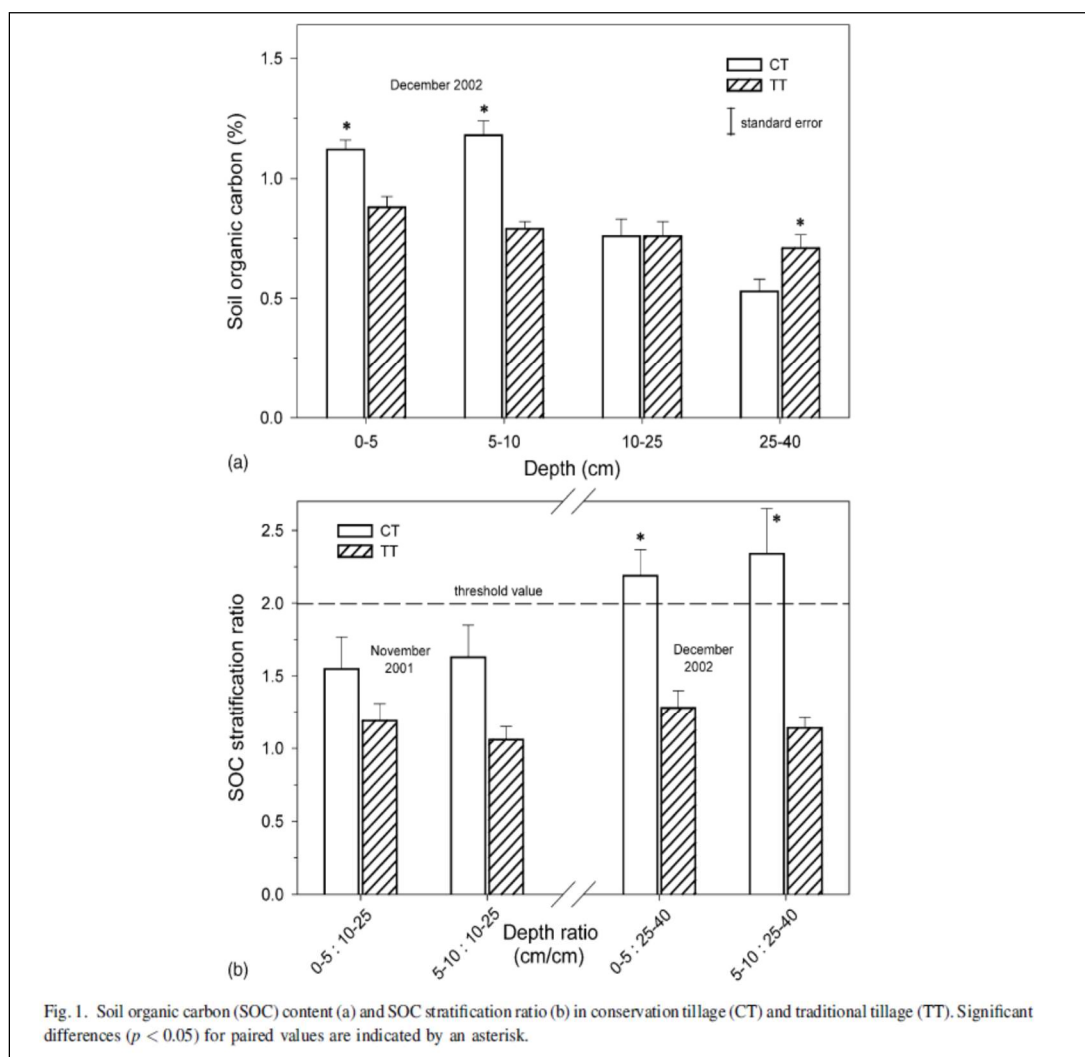 1.5
CT
TT
December 2002
standard error
*
*
*
1.0
0.5
0.0
Soil organic carbon (%)
0-5
5-10
10-25
25-40
Depth (cm)
(a)
2.5
CT
TT
*
*
threshold value
2.0
November
2001
December
2002
1.5
1.0
0.5
0.0
SOC stratification ratio
0-5 : 10-25
5-10 : 10-25
0-5 : 25-40
5-10 : 25-40
Depth ratio
(cm/cm)
(b)
Fig. 1. Soil organic carbon (SOC) content (a) and SOC stratification ratio (b) in conservation tillage (CT) and traditional tillage (TT). Significant
differences (p < 0.05) for paired values are indicated by an asterisk.